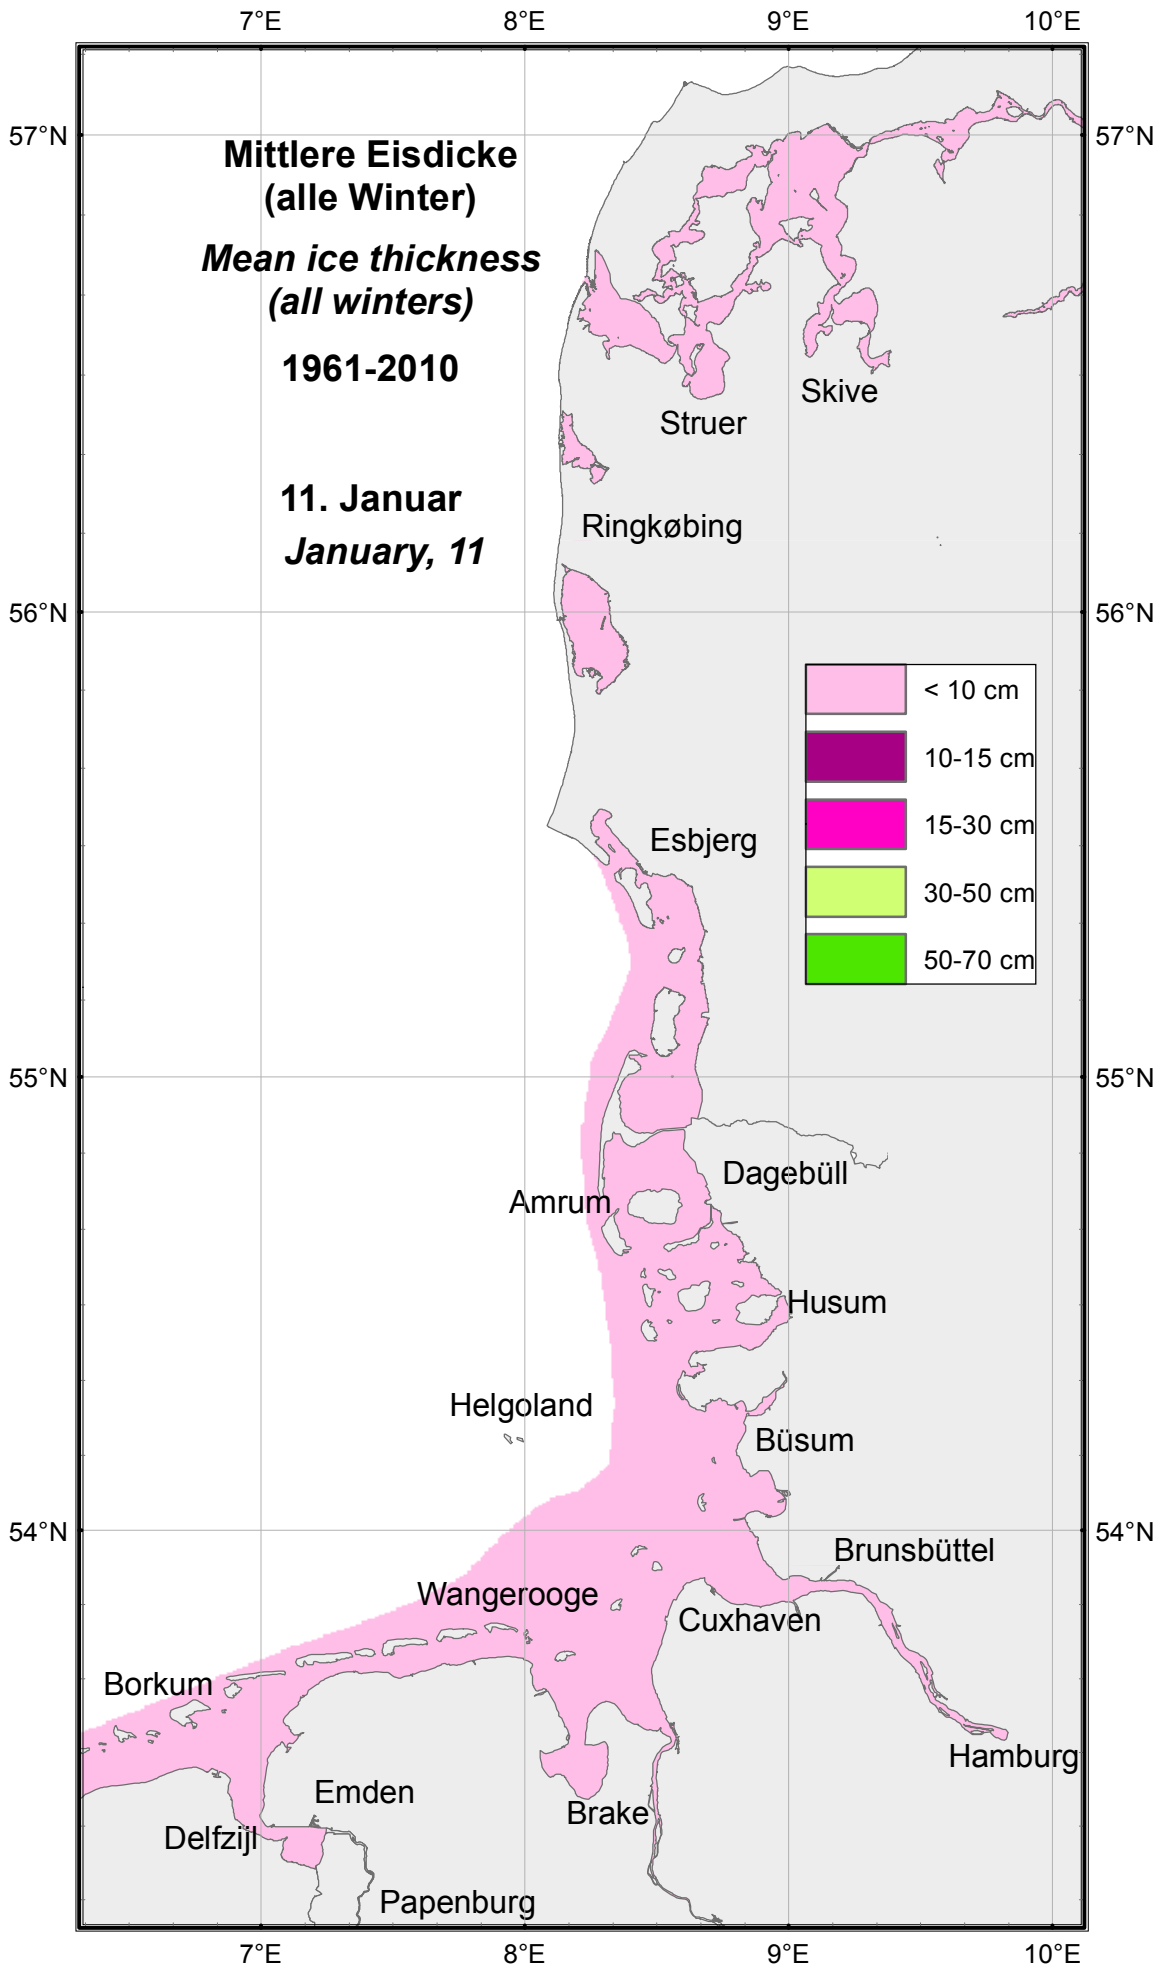 7°E 8°E 9°E 10°E
57°N 57°N
Mittlere Eisdicke
(alle Winter)
Mean ice thickness
(all winters)
1961-2010
Skive
Struer
11. Januar
Ringkøbing
January, 11
56°N 56°N
< 10 cm
10-15 cm
15-30 cm
Esbjerg
30-50 cm
50-70 cm
55°N 55°N
Dagebüll
Amrum
Husum
Helgoland
Büsum
54°N 54°N
Brunsbüttel
Wangerooge
Cuxhaven
Borkum
Hamburg
Emden
Brake
Delfzijl
Papenburg
7°E 8°E 9°E 10°E